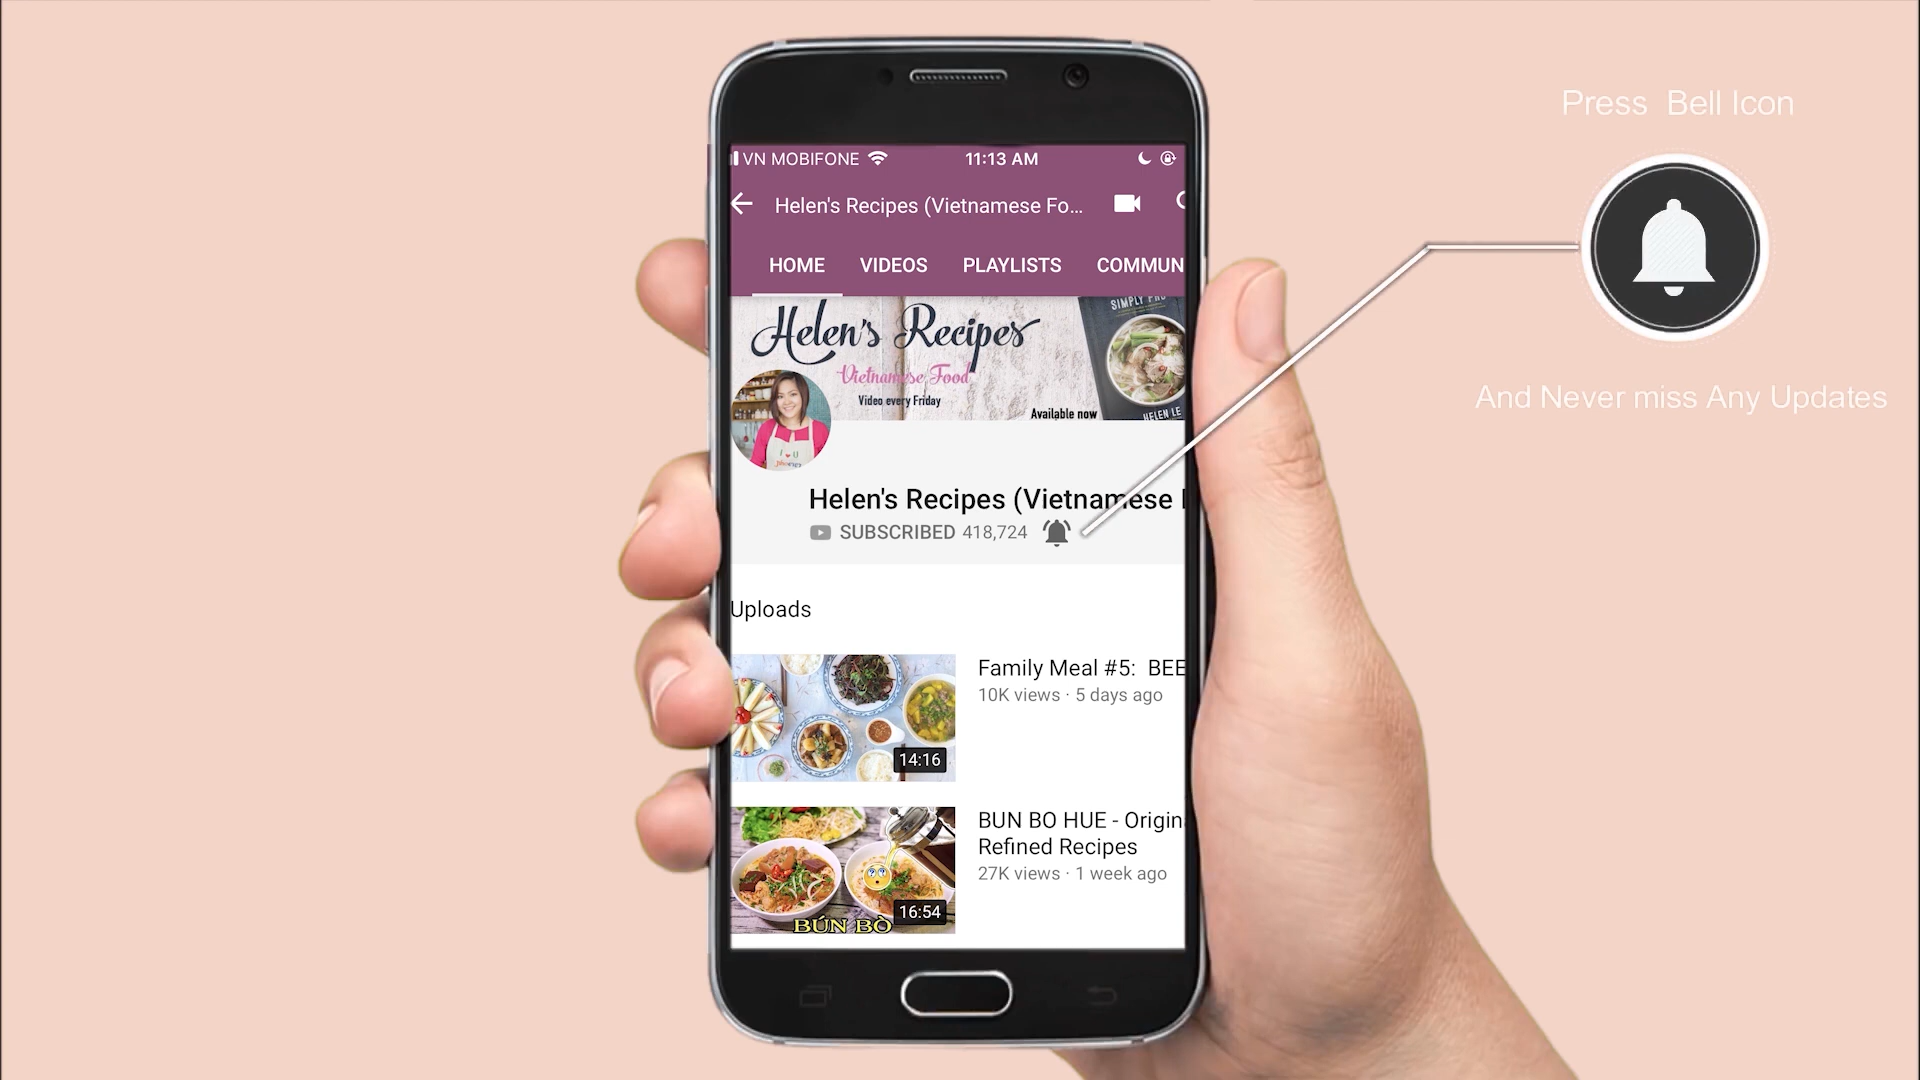 VN MOBIFONE 11:13 AM
Helen's Recipes (Vietnamese Fo...
HOME VIDEOS PLAYLISTS COMMUN
Helen's Recipes
Vietnamese Food
Video every Friday
Available now
SIMPLY PHO
HELEN LE
I ♥ U
Helen's Recipes (Vietnamese
SUBSCRIBED 418,724
Uploads
Family Meal #5: BEE
10K views · 5 days ago
14:16
BUN BO HUE - Origin
Refined Recipes
27K views · 1 week ago
BÚN BÒ
16:54
Press Bell Icon
And Never miss Any Updates